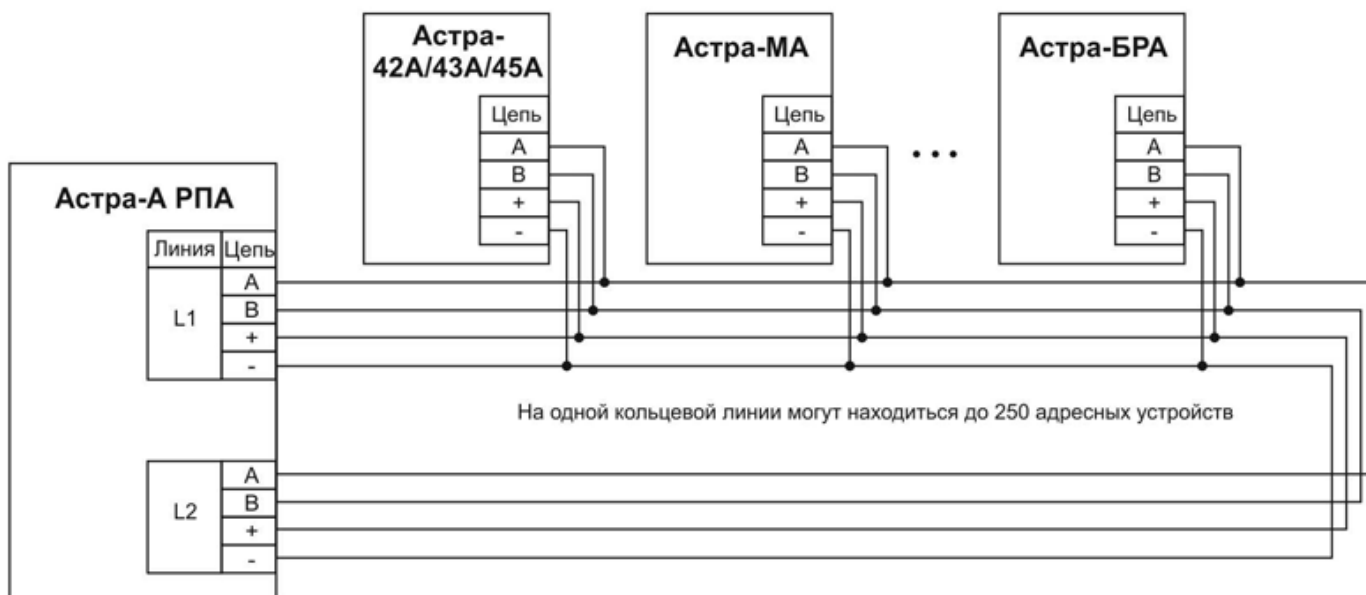 Астра-
42А/43А/45А
Цепь
А
В
+
-
Астра-МА
Цепь
А
В
+
-
...
Астра-БРА
Цепь
А
В
+
-
Астра-А РПА
Линия Цепь
L1
А
В
+
-
На одной кольцевой линии могут находиться до 250 адресных устройств
L2
А
В
+
-